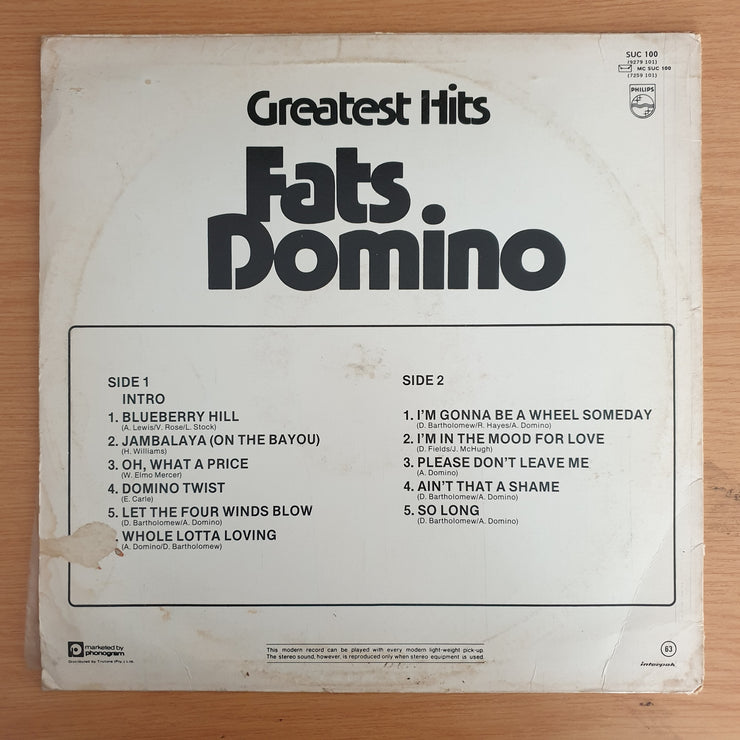 SUC 100
(9279 101)
MC SUC 100
(7259 101)
PHILIPS
Greatest Hits
Fats
Domino
SIDE 1
INTRO
1. BLUEBERRY HILL
(A. Lewis/V. Rose/L. Stock)
2. JAMBALAYA (ON THE BAYOU)
(H. Williams)
3. OH, WHAT A PRICE
(W. Elmo Mercer)
4. DOMINO TWIST
(E. Carle)
5. LET THE FOUR WINDS BLOW
(D. Bartholomew/A. Domino)
. WHOLE LOTTA LOVING
(A. Domino/D. Bartholomew)
SIDE 2
1. I'M GONNA BE A WHEEL SOMEDAY
(D. Bartholomew/R. Hayes/A. Domino)
2. I'M IN THE MOOD FOR LOVE
(D. Fields/J. McHugh)
3. PLEASE DON'T LEAVE ME
(A. Domino)
4. AIN'T THAT A SHAME
(D. Bartholomew/A. Domino)
5. SO LONG
(D. Bartholomew/A. Domino)
marketed by
phonogram
Distributed by Trutone (Pty.) Ltd.
This modern record can be played with every modern light-weight pick-up.
The stereo sound, however, is reproduced only when stereo equipment is used.
63
interpak